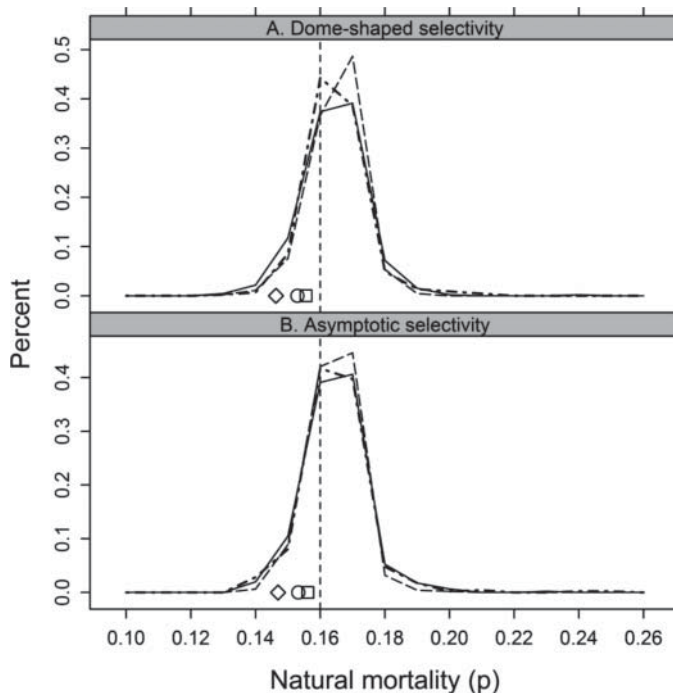 A. Dome-shaped selectivity
0.5
0.4
0.3
0.2
0.1
0.0
B. Asymptotic selectivity
0.4
0.3
0.2
0.1
0.0
Percent
0.10 0.12 0.14 0.16 0.18 0.20 0.22 0.24 0.26
Natural mortality (p)